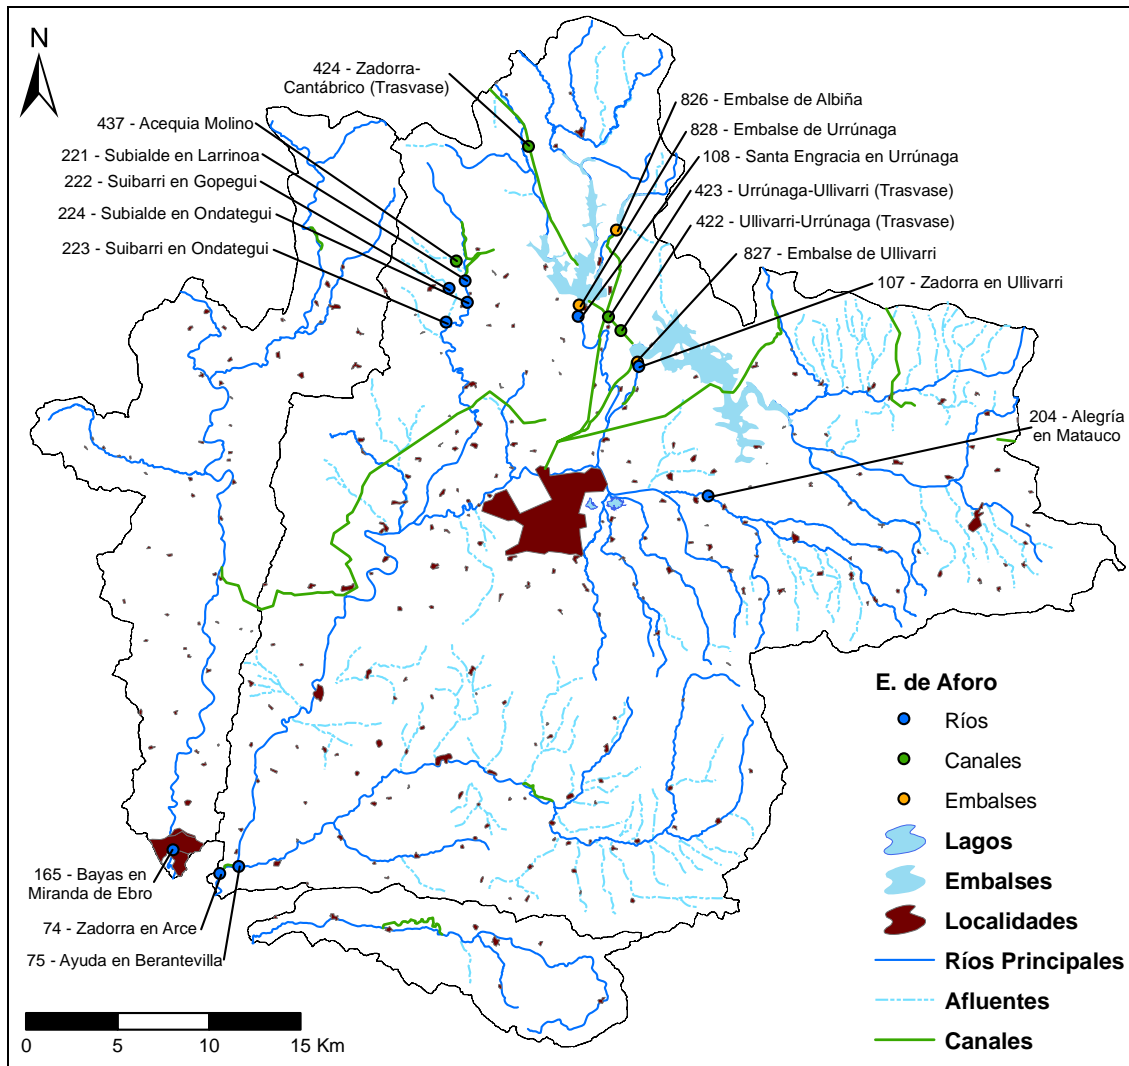 N
424 - Zadorra-
Cantábrico (Trasvase)
437 - Acequia Molino
221 - Subialde en Larrinoa
222 - Suibarri en Gopegui
224 - Subialde en Ondategui
223 - Suibarri en Ondategui
826 - Embalse de Albiña
828 - Embalse de Urrúnaga
108 - Santa Engracia en Urrúnaga
423 - Urrúnaga-Ullivarri (Trasvase)
422 - Ullivarri-Urrúnaga (Trasvase)
827 - Embalse de Ullivarri
107 - Zadorra en Ullivarri
204 - Alegría
en Matauco
165 - Bayas en
Miranda de Ebro
74 - Zadorra en Arce
75 - Ayuda en Berantevilla
E. de Aforo
Ríos
Canales
Embalses
Lagos
Embalses
Localidades
Ríos Principales
Afluentes
Canales
0 5 10 15 Km